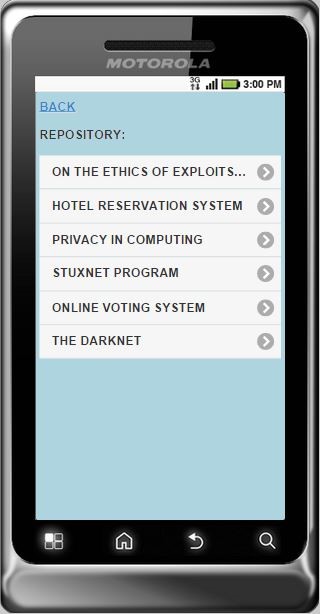 MOTOROLA
3G 3:00 PM
BACK
REPOSITORY:
ON THE ETHICS OF EXPLOITS...
HOTEL RESERVATION SYSTEM
PRIVACY IN COMPUTING
STUXNET PROGRAM
ONLINE VOTING SYSTEM
THE DARKNET